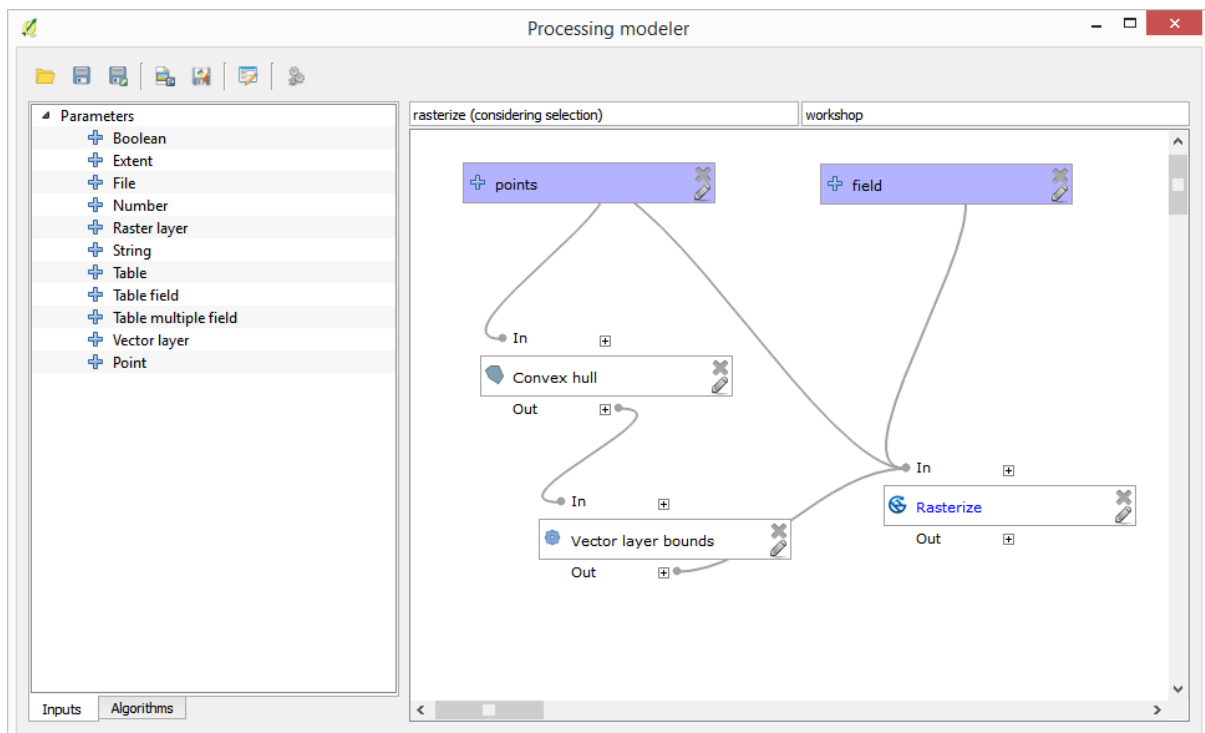 Processing modeler
Parameters
Boolean
Extent
File
Number
Raster layer
String
Table
Table field
Table multiple field
Vector layer
Point
Inputs
Algorithms
rasterize (considering selection)
workshop
points
field
In
Convex hull
Out
In
Vector layer bounds
Out
In
Rasterize
Out